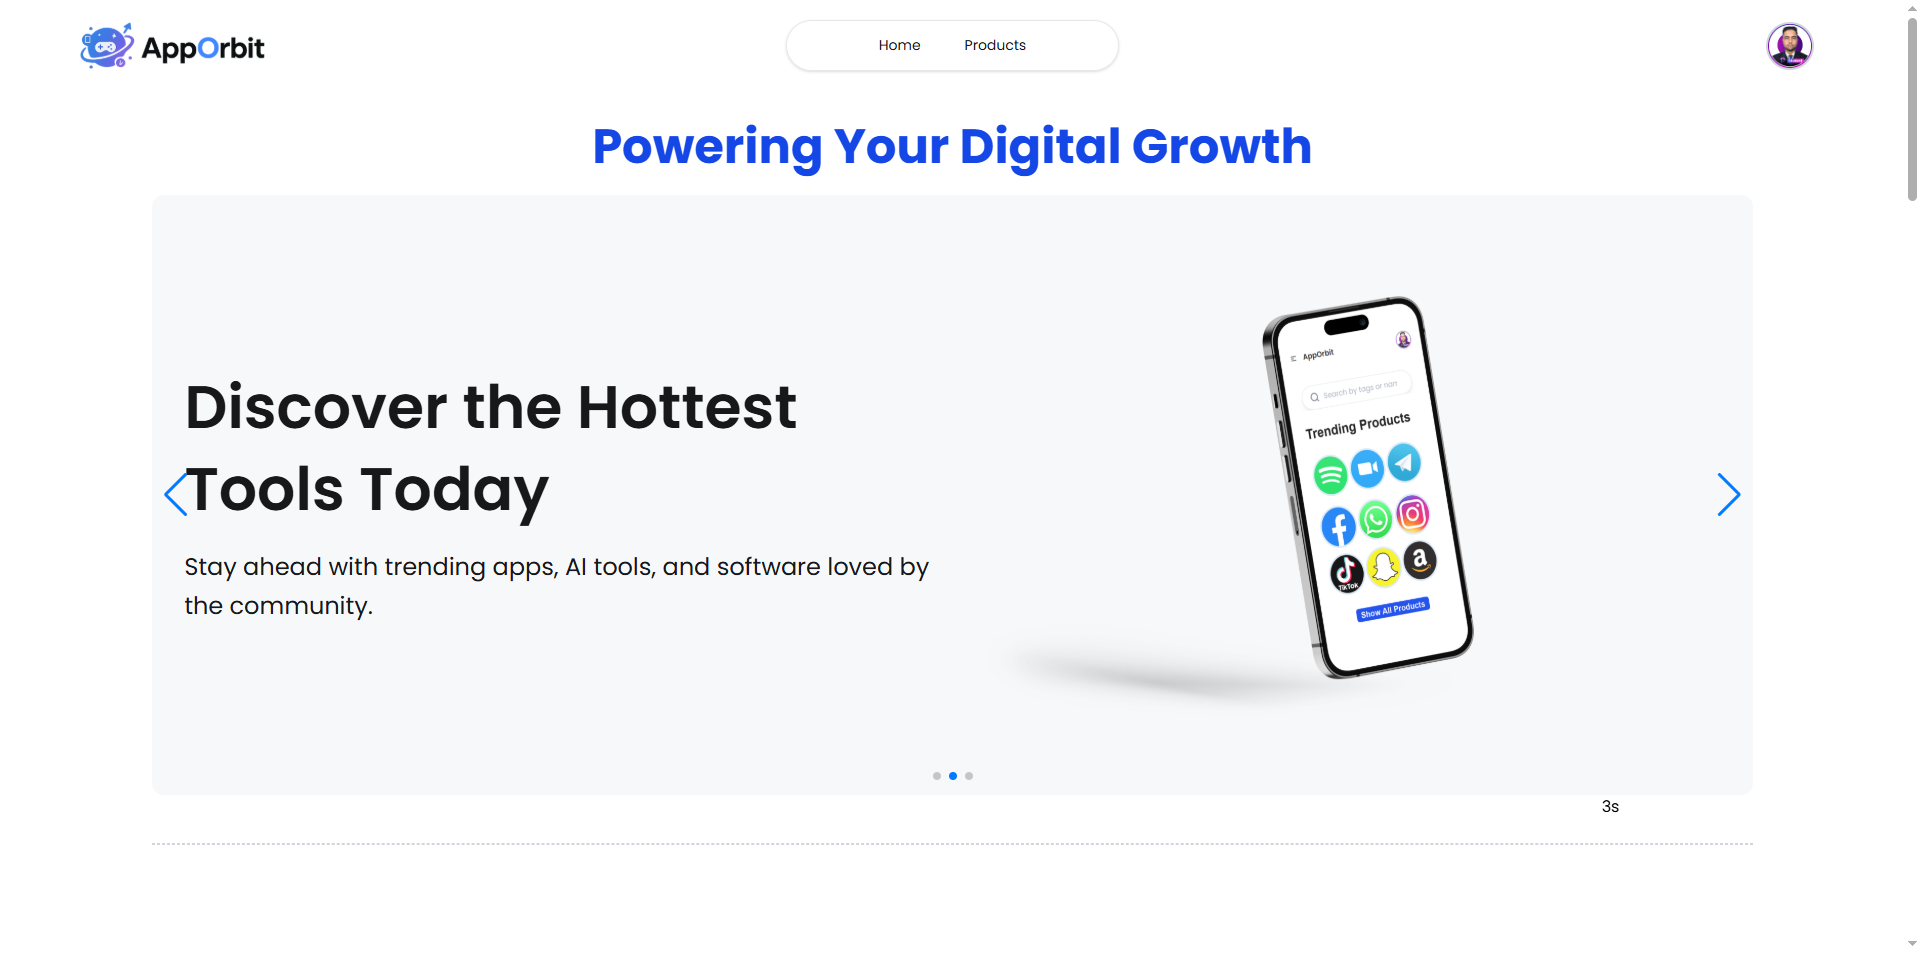 AppOrbit
Home
Products
Powering Your Digital Growth
Discover the Hottest
Tools Today
Stay ahead with trending apps, AI tools, and software loved by
the community.
AppOrbit
Search by tags or nam
Trending Products
TikTok
Show All Products
3s